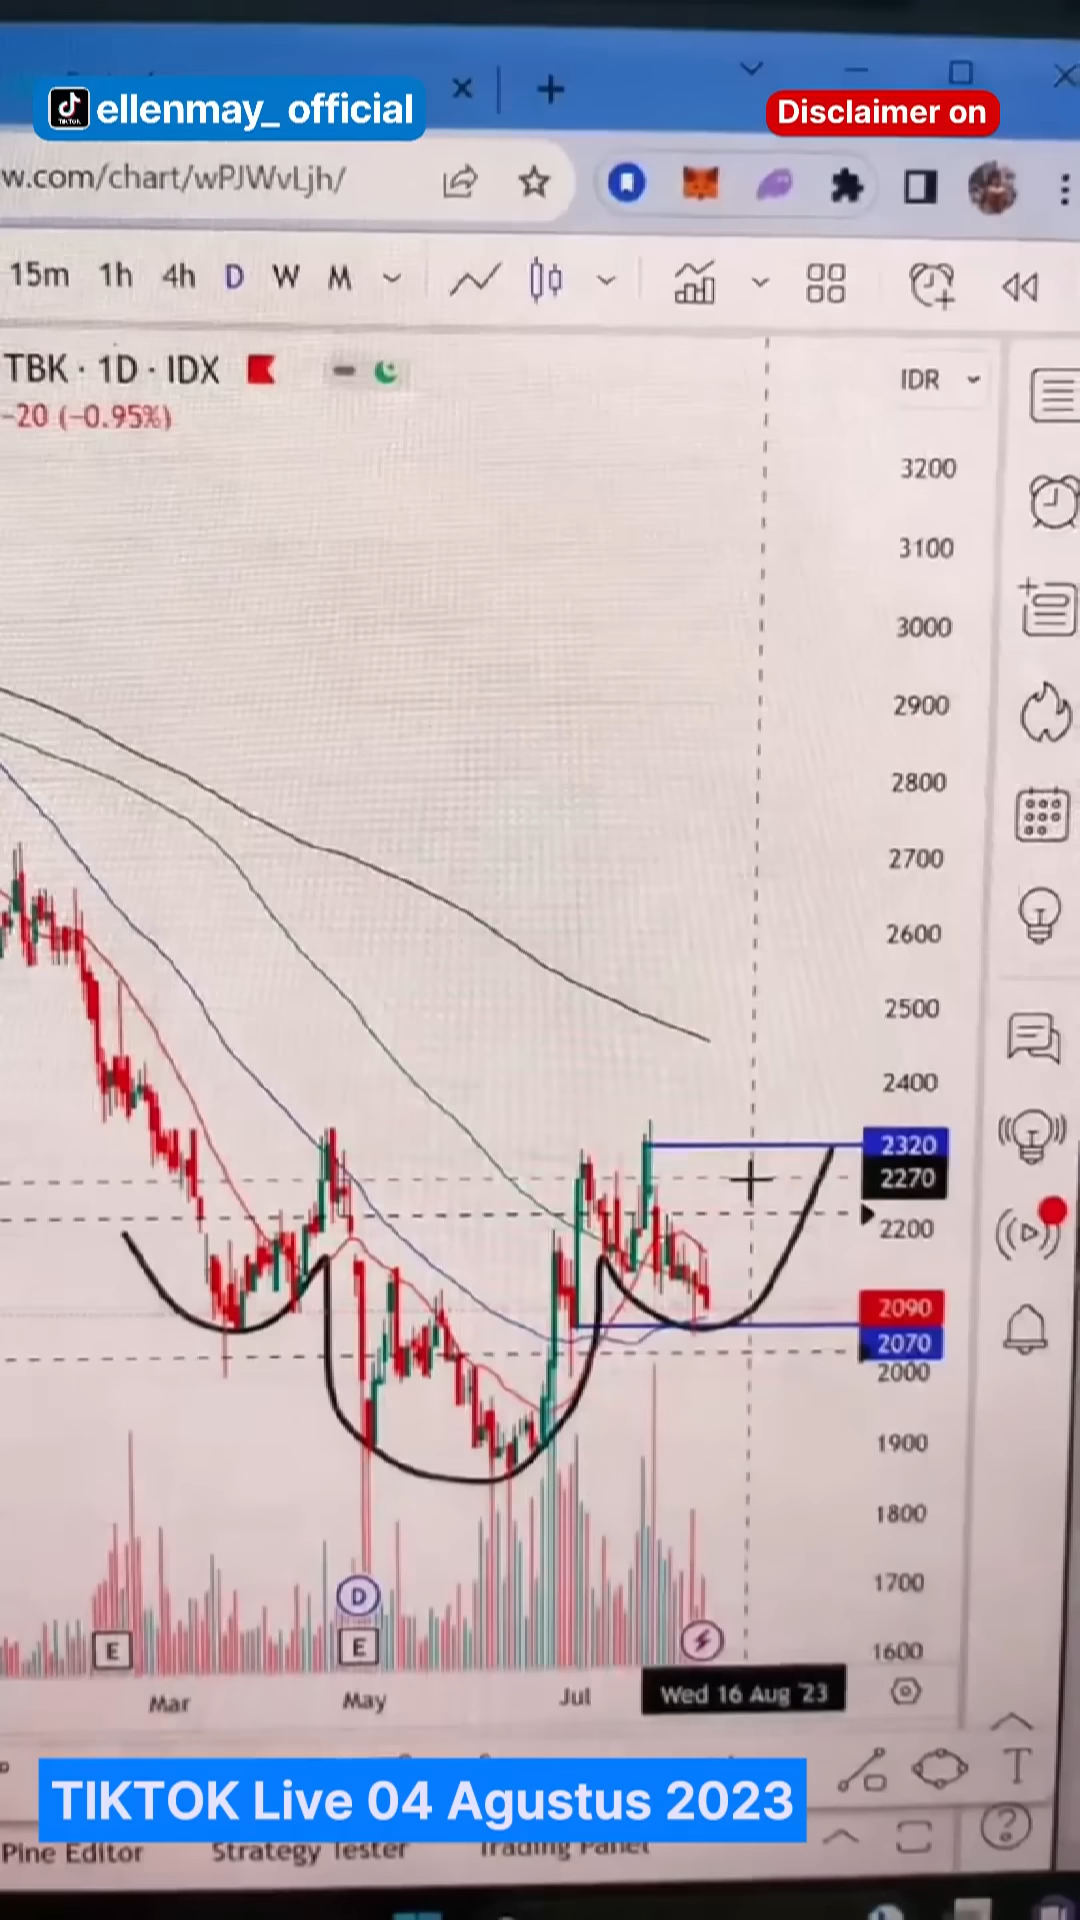 ellenmay_ official
Disclaimer on
w.com/chart/wPJWvLjh/
15m 1h 4h D W M
TBK · 1D · IDX
IDR
-20 (-0.95%)
3200
3100
3000
2900
2800
2700
2600
2500
2400
2320
2270
2200
2090
2070
2000
1900
1800
1700
1600
D
E E
Mar May Jul Wed 16 Aug '23
T
TIKTOK Live 04 Agustus 2023
Pine Editor Strategy Tester Trading Panel